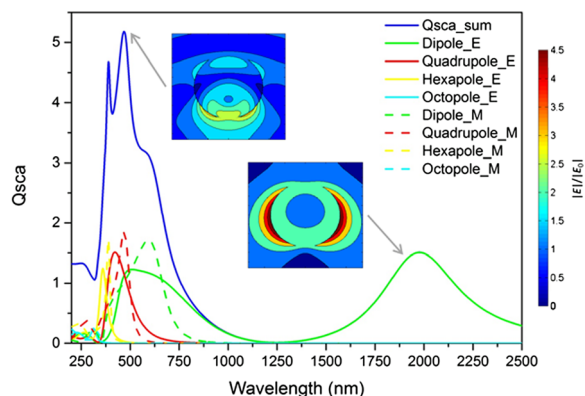 Qsca_sum
Dipole_E
Quadrupole_E
Hexapole_E
Octopole_E
Dipole_M
Quadrupole_M
Hexapole_M
Octopole_M
Qsca
5
4
3
2
1
0
250 500 750 1000 1250 1500 1750 2000 2250 2500
Wavelength (nm)
4.5
4
3.5
3
2.5
2
1.5
1
0.5
0
|E|/|E₀|